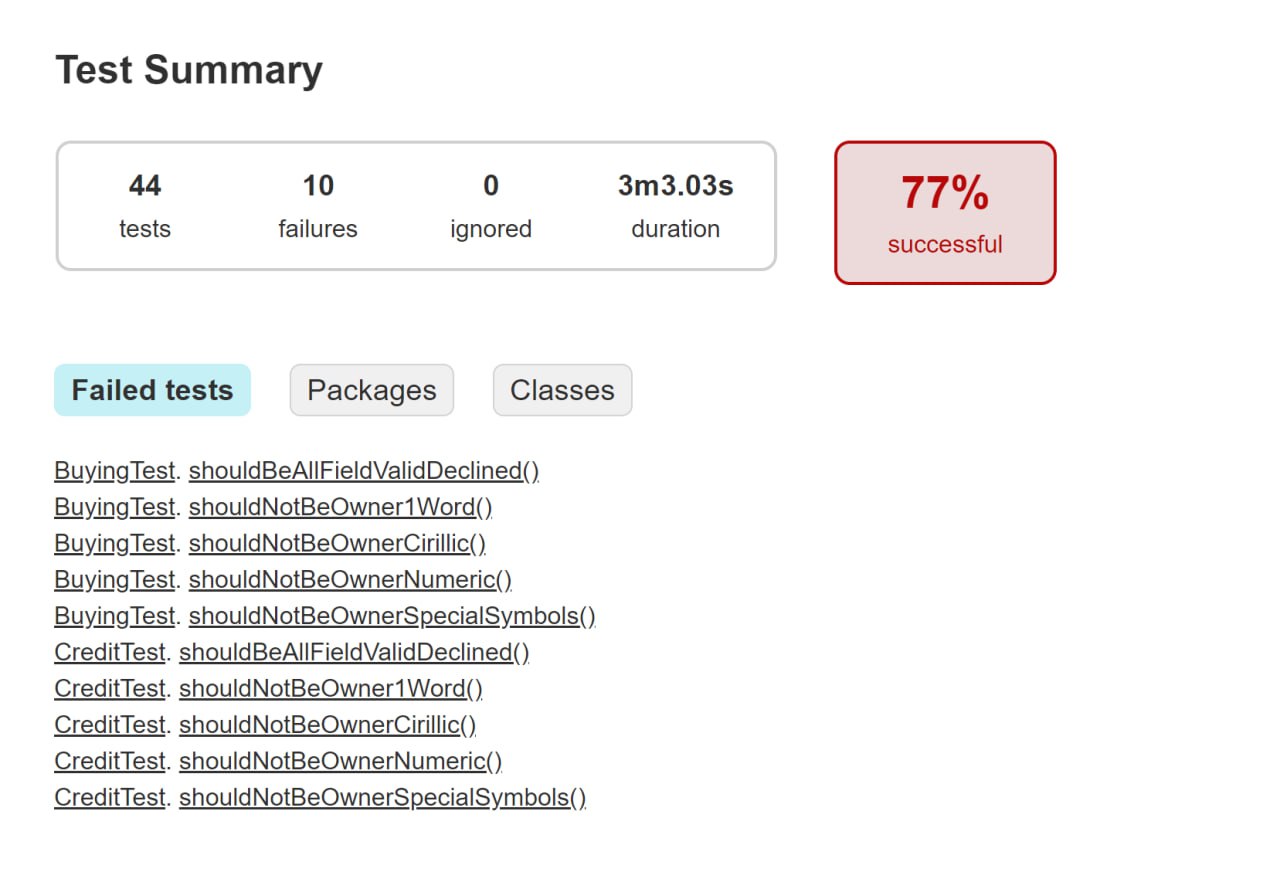 Test Summary
44 10 0 3m3.03s
tests failures ignored duration
77%
successful
Failed tests Packages Classes
BuyingTest. shouldBeAllFieldValidDeclined()
BuyingTest. shouldNotBeOwner1Word()
BuyingTest. shouldNotBeOwnerCirillic()
BuyingTest. shouldNotBeOwnerNumeric()
BuyingTest. shouldNotBeOwnerSpecialSymbols()
CreditTest. shouldBeAllFieldValidDeclined()
CreditTest. shouldNotBeOwner1Word()
CreditTest. shouldNotBeOwnerCirillic()
CreditTest. shouldNotBeOwnerNumeric()
CreditTest. shouldNotBeOwnerSpecialSymbols()